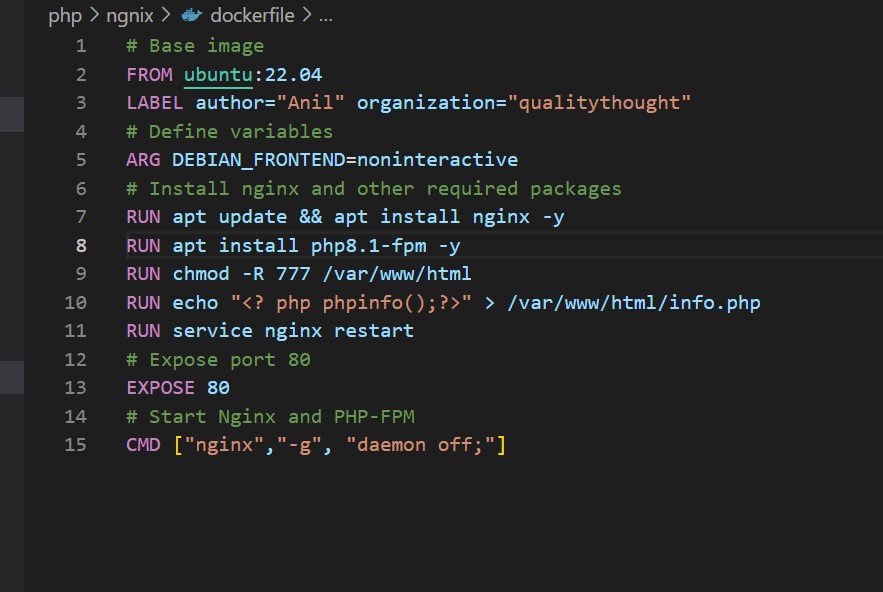 php > ngnix > dockerfile > ...
1 # Base image
2 FROM ubuntu:22.04
3 LABEL author="Anil" organization="qualitythought"
4 # Define variables
5 ARG DEBIAN_FRONTEND=noninteractive
6 # Install nginx and other required packages
7 RUN apt update && apt install nginx -y
8 RUN apt install php8.1-fpm -y
9 RUN chmod -R 777 /var/www/html
10 RUN echo "<? php phpinfo();?>" > /var/www/html/info.php
11 RUN service nginx restart
12 # Expose port 80
13 EXPOSE 80
14 # Start Nginx and PHP-FPM
15 CMD ["nginx","-g", "daemon off;"]